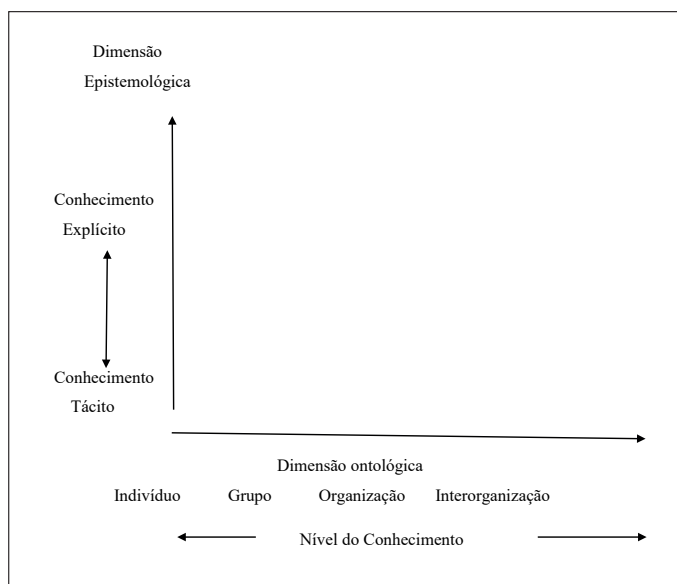 Dimensão
Epistemológica
Conhecimento
Explícito
Conhecimento
Tácito
Dimensão ontológica
Indivíduo Grupo Organização Interorganização
Nível do Conhecimento